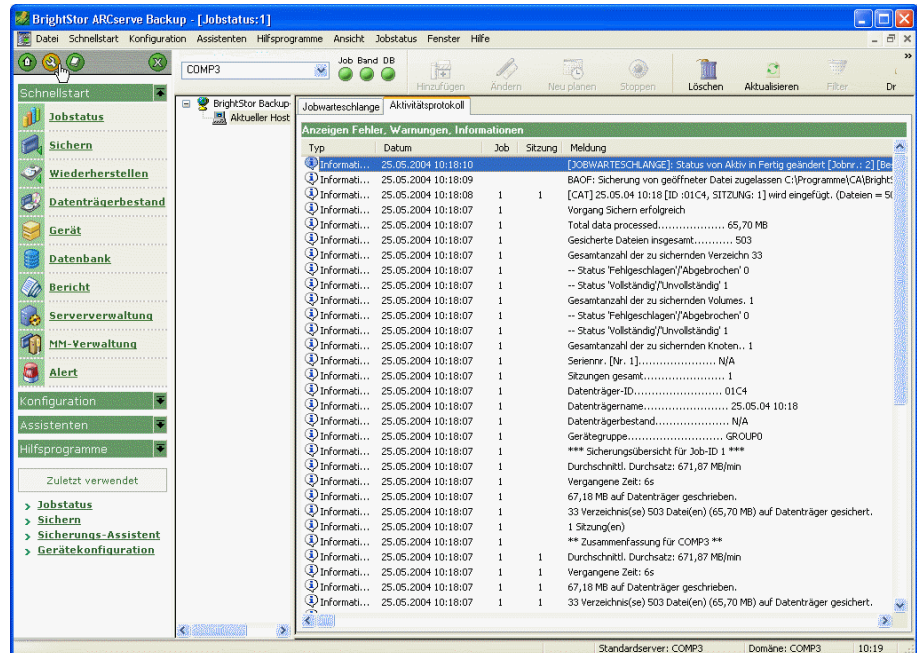 BrightStor ARCserve Backup - [Jobstatus:1]
Datei Schnellstart Konfiguration Assistenten Hilfsprogramme Ansicht Jobstatus Fenster Hilfe
COMP3
Job Band DB
Hinzufügen Ändern Neu planen Stoppen Löschen Aktualisieren Filter Dr
Schnellstart
Jobstatus
Sichern
Wiederherstellen
Datenträgerbestand
Gerät
Datenbank
Bericht
Serververwaltung
MM-Verwaltung
Alert
Konfiguration
Assistenten
Hilfsprogramme
Zuletzt verwendet
Jobstatus
Sichern
Sicherungs-Assistent
Gerätekonfiguration
BrightStor Backup-
Aktueller Host
Jobwarteschlange Aktivitätsprotokoll
Anzeigen Fehler, Warnungen, Informationen
Typ Datum Job Sitzung Meldung
Informati... 25.05.2004 10:18:10 [JOBWARTESCHLANGE]: Status von Aktiv in Fertig geändert [Jobnr.: 2] [Be
Informati... 25.05.2004 10:18:09 BAOF: Sicherung von geöffneter Datei zugelassen C:\Programme\CA\Bright
Informati... 25.05.2004 10:18:08 1 1 [CAT] 25.05.04 10:18 [ID :01C4, SITZUNG: 1] wird eingefügt. (Dateien = 5
Informati... 25.05.2004 10:18:07 1 Vorgang Sichern erfolgreich
Informati... 25.05.2004 10:18:07 1 Total data processed.................. 65,70 MB
Informati... 25.05.2004 10:18:07 1 Gesicherte Dateien insgesamt........... 503
Informati... 25.05.2004 10:18:07 1 Gesamtanzahl der zu sichernden Verzeichn 33
Informati... 25.05.2004 10:18:07 1 -- Status 'Fehlgeschlagen'/'Abgebrochen' 0
Informati... 25.05.2004 10:18:07 1 -- Status 'Vollständig'/'Unvollständig' 1
Informati... 25.05.2004 10:18:07 1 Gesamtanzahl der zu sichernden Volumes. 1
Informati... 25.05.2004 10:18:07 1 -- Status 'Fehlgeschlagen'/'Abgebrochen' 0
Informati... 25.05.2004 10:18:07 1 -- Status 'Vollständig'/'Unvollständig' 1
Informati... 25.05.2004 10:18:07 1 Gesamtanzahl der zu sichernden Knoten.. 1
Informati... 25.05.2004 10:18:07 1 Seriennr. [Nr. 1]..................... N/A
Informati... 25.05.2004 10:18:07 1 Sitzungen gesamt...................... 1
Informati... 25.05.2004 10:18:07 1 Datenträger-ID........................ 01C4
Informati... 25.05.2004 10:18:07 1 Datenträgername....................... 25.05.04 10:18
Informati... 25.05.2004 10:18:07 1 Datenträgerbestand.................... N/A
Informati... 25.05.2004 10:18:07 1 Gerätegruppe.......................... GROUP0
Informati... 25.05.2004 10:18:07 1 *** Sicherungsübersicht für Job-ID 1 ***
Informati... 25.05.2004 10:18:07 1 Durchschnittl. Durchsatz: 671,87 MB/min
Informati... 25.05.2004 10:18:07 1 Vergangene Zeit: 6s
Informati... 25.05.2004 10:18:07 1 67,18 MB auf Datenträger geschrieben.
Informati... 25.05.2004 10:18:07 1 33 Verzeichnis(se) 503 Datei(en) (65,70 MB) auf Datenträger gesichert.
Informati... 25.05.2004 10:18:07 1 1 Sitzung(en)
Informati... 25.05.2004 10:18:07 1 ** Zusammenfassung für COMP3 **
Informati... 25.05.2004 10:18:07 1 1 Durchschnittl. Durchsatz: 671,87 MB/min
Informati... 25.05.2004 10:18:07 1 1 Vergangene Zeit: 6s
Informati... 25.05.2004 10:18:07 1 1 67,18 MB auf Datenträger geschrieben.
Informati... 25.05.2004 10:18:07 1 1 33 Verzeichnis(se) 503 Datei(en) (65,70 MB) auf Datenträger gesichert.
Standardserver: COMP3 Domäne: COMP3 10:19